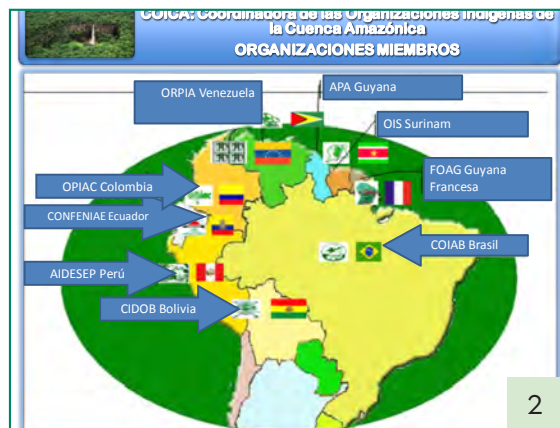 COICA: Coordinadora de las Organizaciones Indígenas de
la Cuenca Amazónica
ORGANIZACIONES MIEMBROS
ORPIA Venezuela
APA Guyana
OIS Surinam
FOAG Guyana
Francesa
OPIAC Colombia
CONFENIAE Ecuador
COIAB Brasil
AIDESEP Perú
CIDOB Bolivia
2